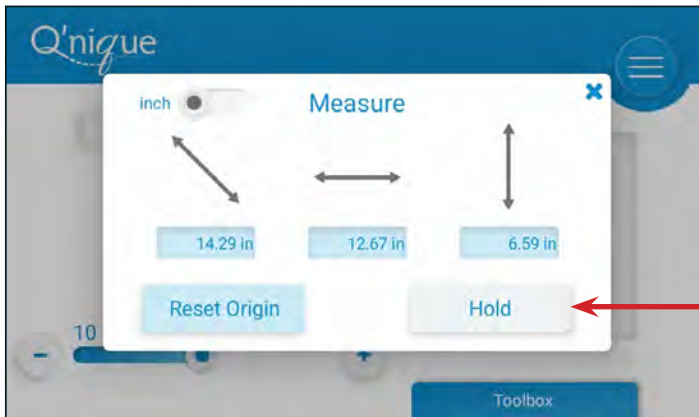 Q'nique
inch
Measure
14.29 in
12.67 in
6.59 in
Reset Origin
Hold
10
Toolbox